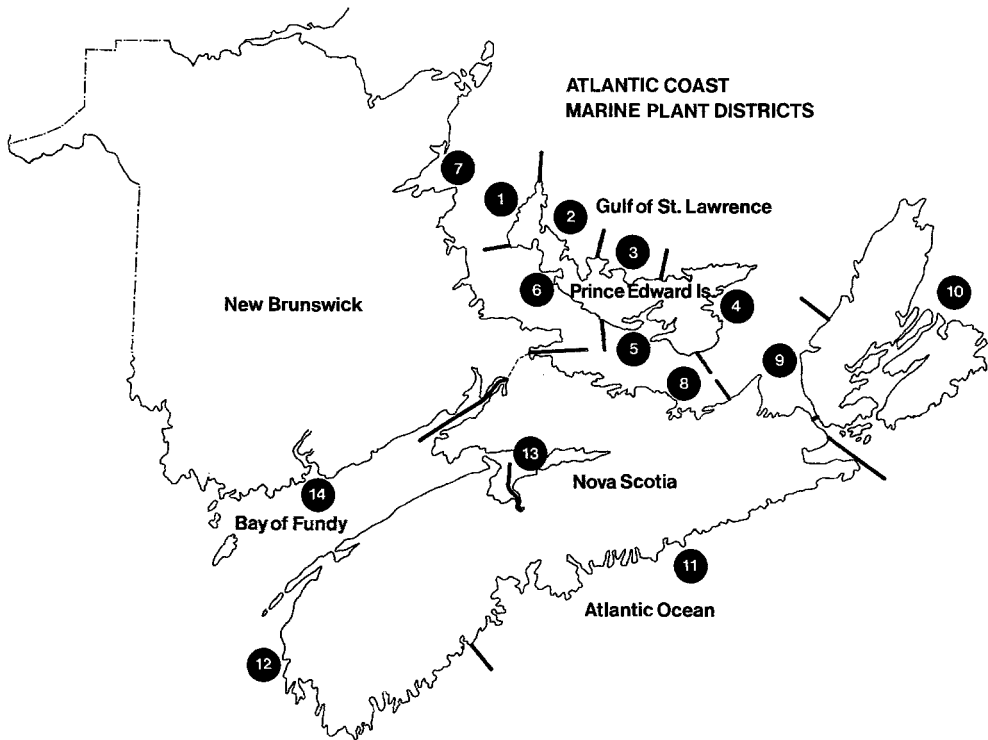 ATLANTIC COAST
MARINE PLANT DISTRICTS
7
1
2
Gulf of St. Lawrence
3
New Brunswick
6
Prince Edward Is.
4
10
5
9
8
13
Nova Scotia
14
Bay of Fundy
11
Atlantic Ocean
12